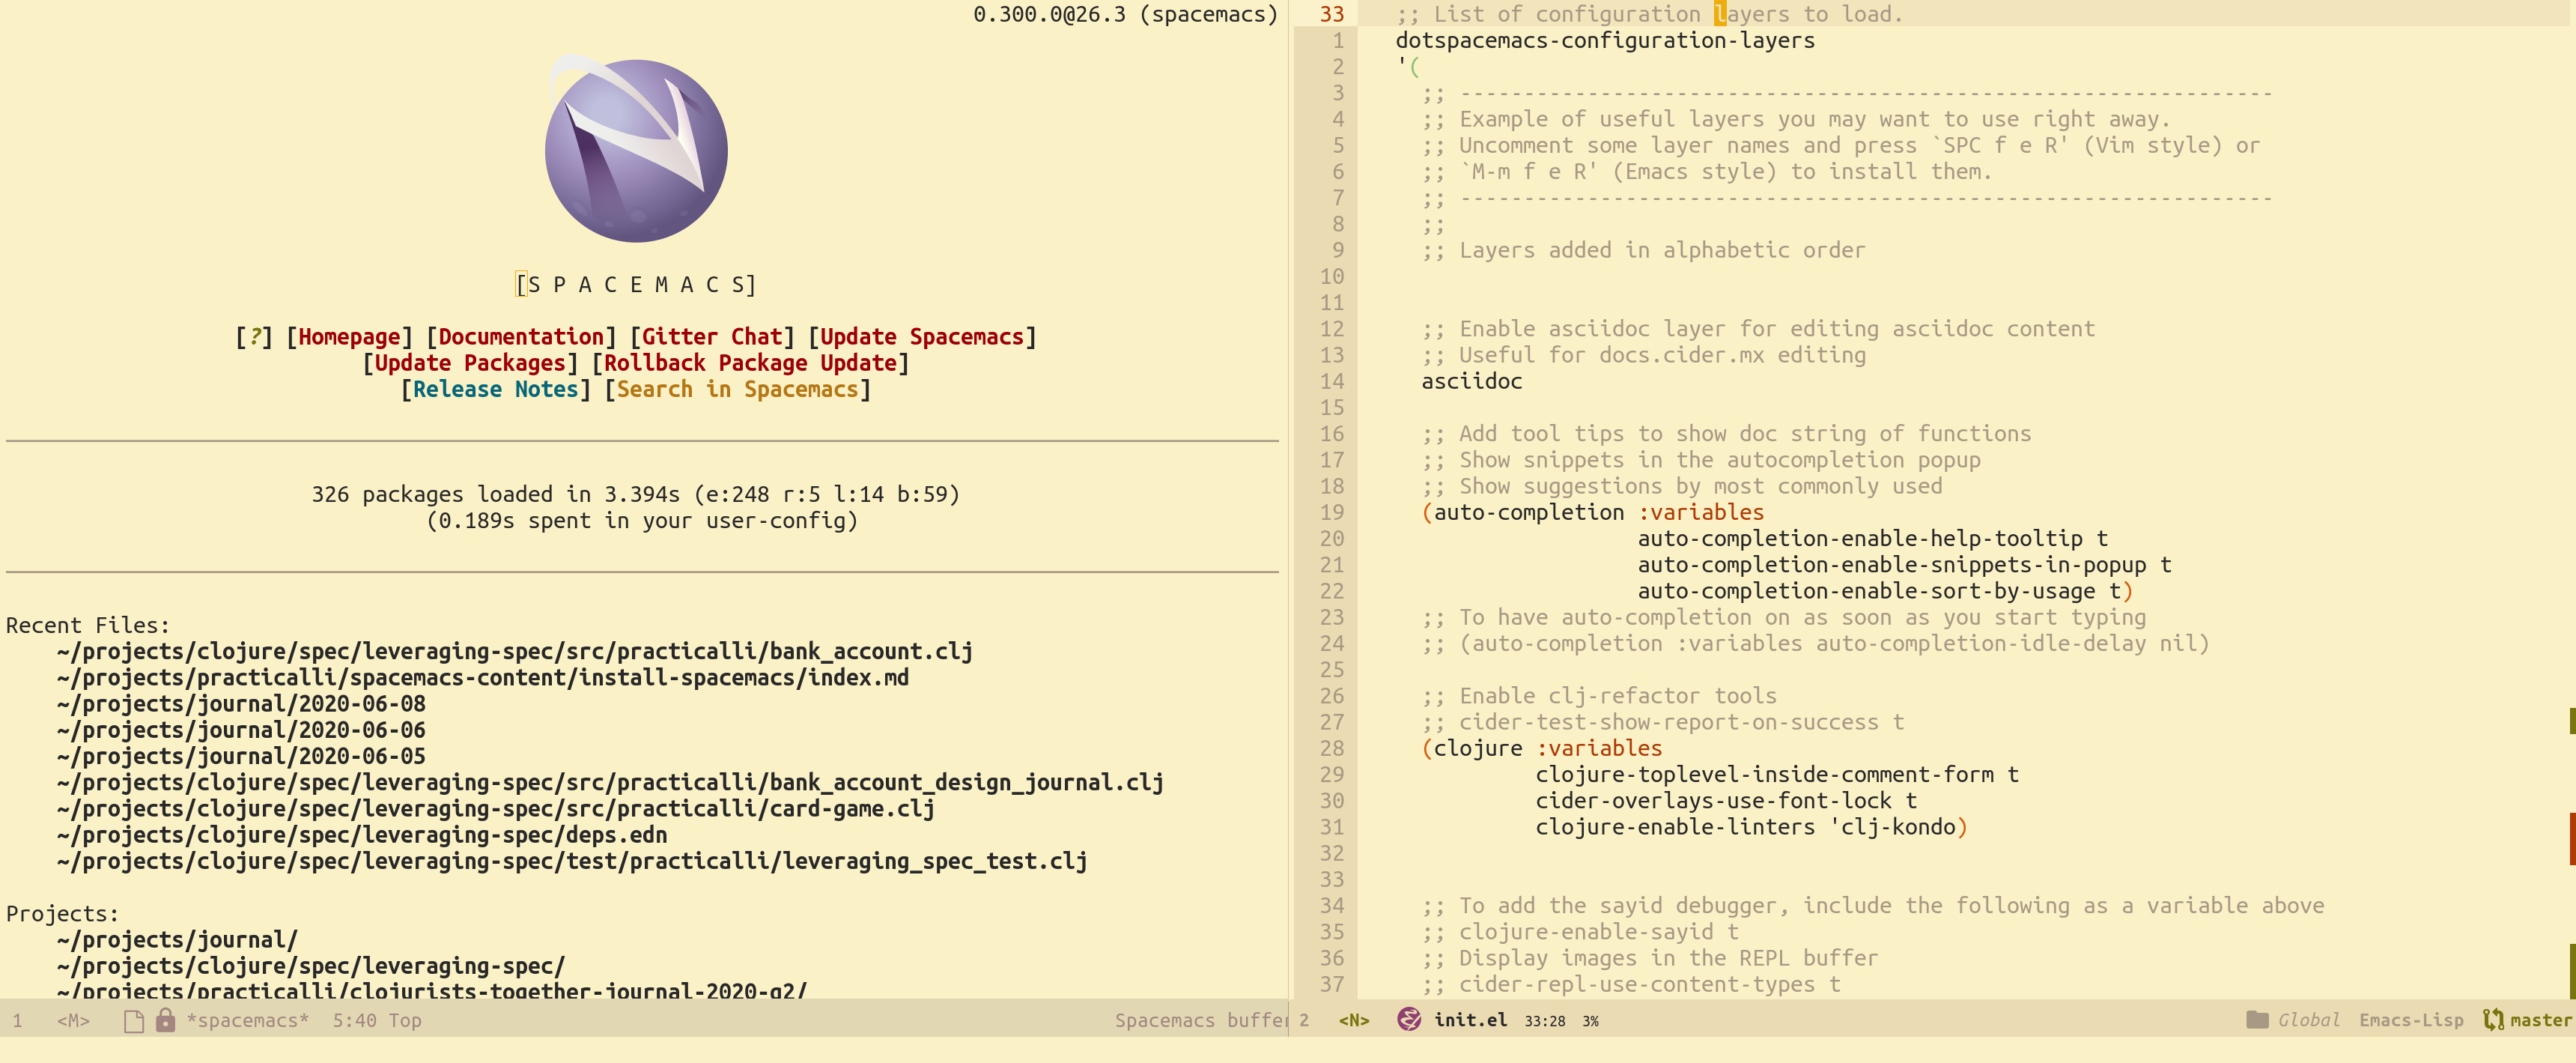 0.300.0@26.3 (spacemacs)
[S P A C E M A C S]
[?] [Homepage] [Documentation] [Gitter Chat] [Update Spacemacs]
[Update Packages] [Rollback Package Update]
[Release Notes] [Search in Spacemacs]
326 packages loaded in 3.394s (e:248 r:5 l:14 b:59)
(0.189s spent in your user-config)
Recent Files:
~/projects/clojure/spec/leveraging-spec/src/practicalli/bank_account.clj
~/projects/practicalli/spacemacs-content/install-spacemacs/index.md
~/projects/journal/2020-06-08
~/projects/journal/2020-06-06
~/projects/journal/2020-06-05
~/projects/clojure/spec/leveraging-spec/src/practicalli/bank_account_design_journal.clj
~/projects/clojure/spec/leveraging-spec/src/practicalli/card-game.clj
~/projects/clojure/spec/leveraging-spec/deps.edn
~/projects/clojure/spec/leveraging-spec/test/practicalli/leveraging_spec_test.clj
Projects:
~/projects/journal/
~/projects/clojure/spec/leveraging-spec/
~/projects/practicalli/clojurists-together-journal-2020-q2/
1 <M> *spacemacs* 5:40 Top Spacemacs buffer
33 ;; List of configuration layers to load.
1 dotspacemacs-configuration-layers
2 '(
3 ;; ----------------------------------------------------------------
4 ;; Example of useful layers you may want to use right away.
5 ;; Uncomment some layer names and press `SPC f e R' (Vim style) or
6 ;; `M-m f e R' (Emacs style) to install them.
7 ;; ----------------------------------------------------------------
8 ;;
9 ;; Layers added in alphabetic order
10
11
12 ;; Enable asciidoc layer for editing asciidoc content
13 ;; Useful for docs.cider.mx editing
14 asciidoc
15
16 ;; Add tool tips to show doc string of functions
17 ;; Show snippets in the autocompletion popup
18 ;; Show suggestions by most commonly used
19 (auto-completion :variables
20 auto-completion-enable-help-tooltip t
21 auto-completion-enable-snippets-in-popup t
22 auto-completion-enable-sort-by-usage t)
23 ;; To have auto-completion on as soon as you start typing
24 ;; (auto-completion :variables auto-completion-idle-delay nil)
25
26 ;; Enable clj-refactor tools
27 ;; cider-test-show-report-on-success t
28 (clojure :variables
29 clojure-toplevel-inside-comment-form t
30 cider-overlays-use-font-lock t
31 clojure-enable-linters 'clj-kondo)
32
33
34 ;; To add the sayid debugger, include the following as a variable above
35 ;; clojure-enable-sayid t
36 ;; Display images in the REPL buffer
37 ;; cider-repl-use-content-types t
2 <N> init.el 33:28 3% Global Emacs-Lisp master